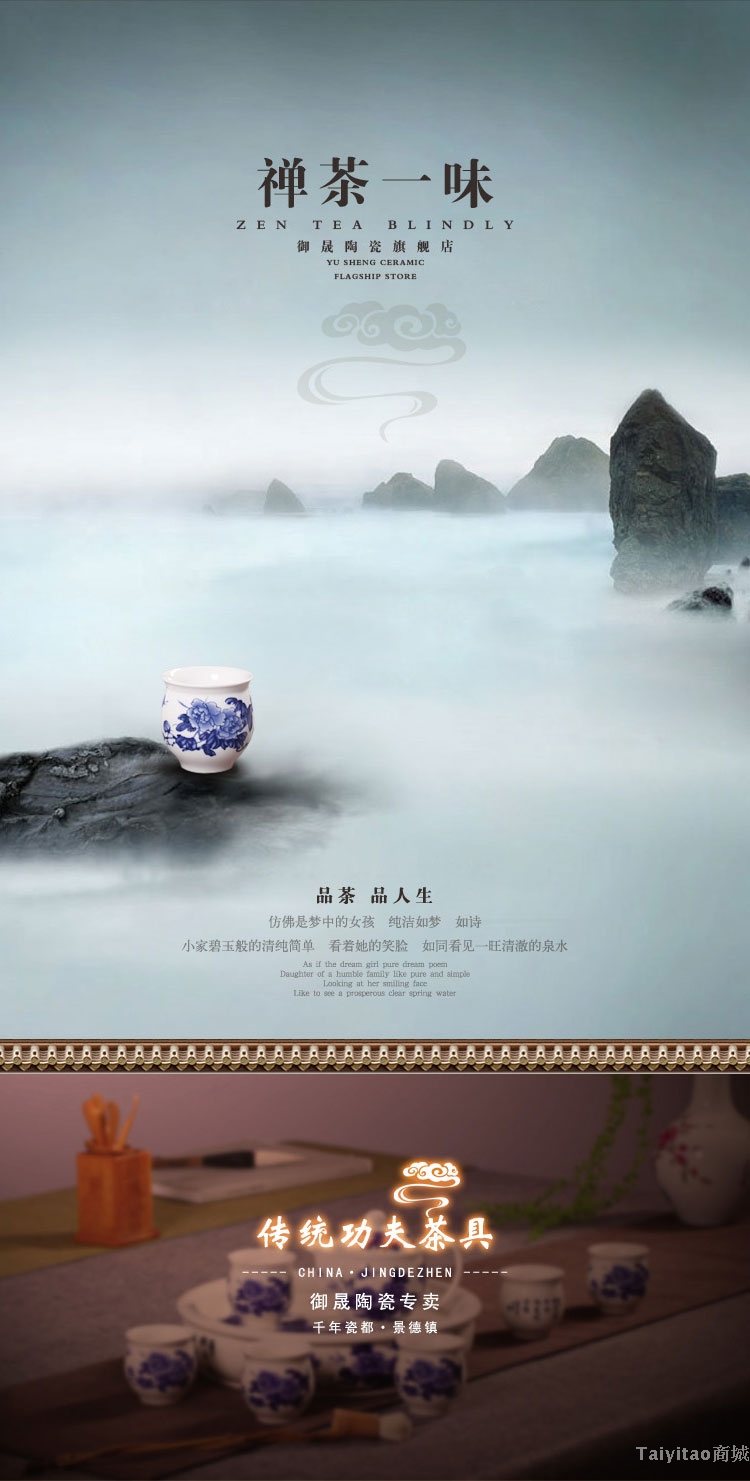 禅茶一味
ZEN TEA BLINDLY
御晟陶瓷旗舰店
YU SHENG CERAMIC
FLAGSHIP STORE
品茶 品人生
仿佛是梦中的女孩 纯洁如梦 如诗
小家碧玉般的清纯简单 看着她的笑脸 如同看见一旺清澈的泉水
As if the dream girl pure dream poem
Daughter of a humble family like pure and simple
Looking at her smiling face
Like to see a prosperous clear spring water
传统功夫茶具
----- CHINA·JINGDEZHEN -----
御晟陶瓷专卖
千年瓷都·景德镇
Taiyitao商城